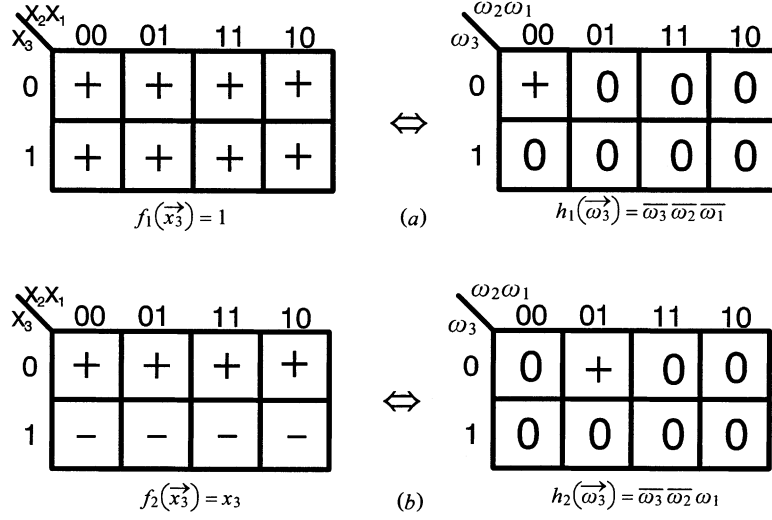 X₂X₁ ω₂ω₁
X₃ 00 01 11 10 ω₃ 00 01 11 10
0 + + + + 0 + 0 0 0
⇔
1 + + + + 1 0 0 0 0
f₁(x₃→) = 1 (a) h₁(ω₃→) = ω̅₃ ω̅₂ ω̅₁
X₂X₁ ω₂ω₁
X₃ 00 01 11 10 ω₃ 00 01 11 10
0 + + + + 0 0 + 0 0
⇔
1 − − − − 1 0 0 0 0
f₂(x₃→) = x₃ (b) h₂(ω₃→) = ω̅₃ ω̅₂ ω₁